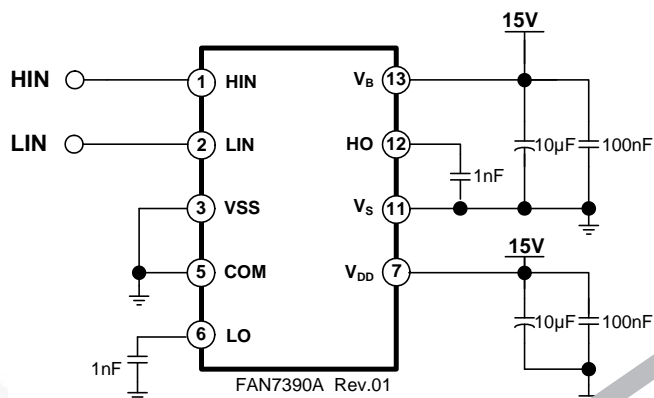 15V
HIN 1 HIN VB 13
LIN 2 LIN HO 12
10µF 100nF
1nF
3 VSS VS 11
15V
5 COM VDD 7
6 LO
10µF 100nF
1nF
FAN7390A Rev.01